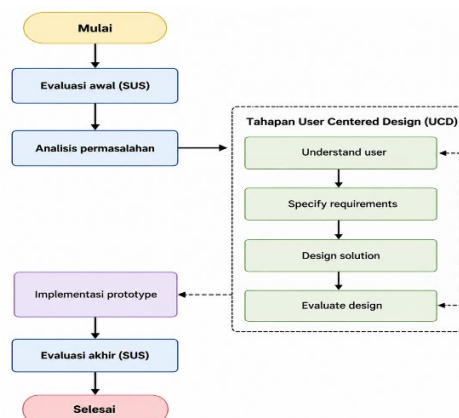 Mulai
Evaluasi awal (SUS)
Analisis permasalahan
Tahapan User Centered Design (UCD)
Understand user
Specify requirements
Design solution
Evaluate design
Implementasi prototype
Evaluasi akhir (SUS)
Selesai